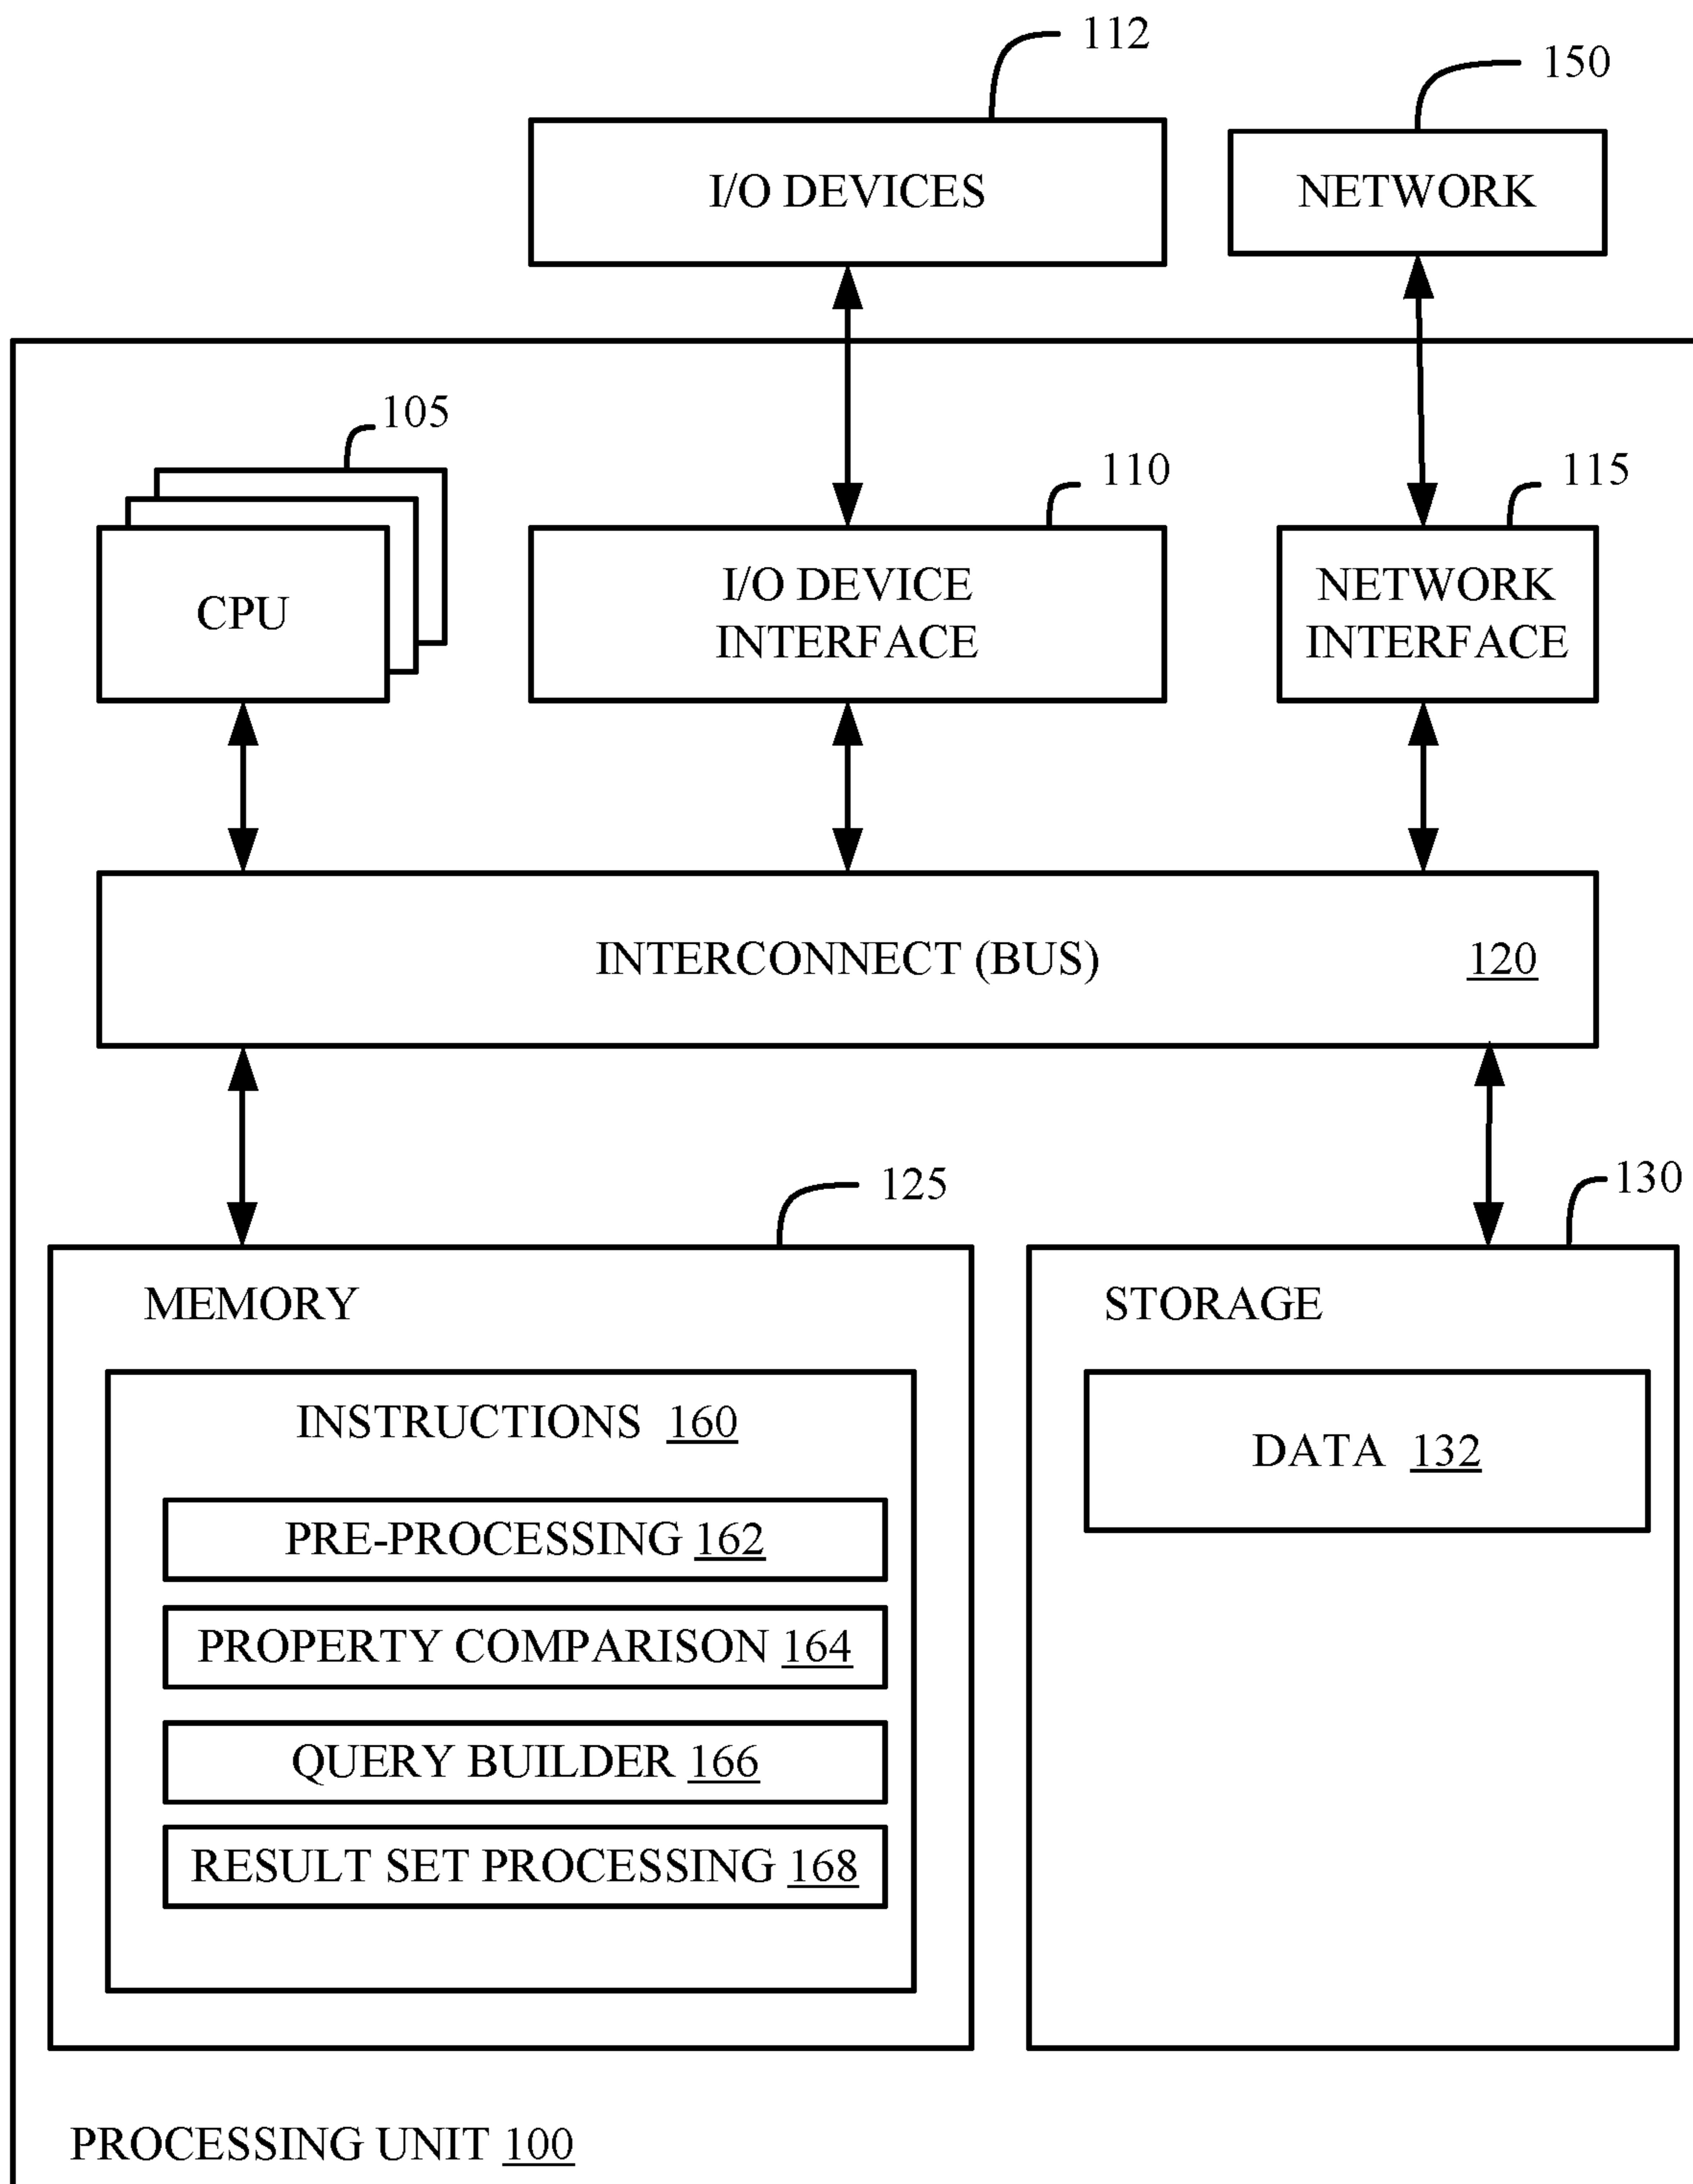 112
150
I/O DEVICES
NETWORK
105
110
115
CPU
I/O DEVICE
INTERFACE
NETWORK
INTERFACE
INTERCONNECT (BUS) 120
125
130
MEMORY
STORAGE
INSTRUCTIONS 160
DATA 132
PRE-PROCESSING 162
PROPERTY COMPARISON 164
QUERY BUILDER 166
RESULT SET PROCESSING 168
PROCESSING UNIT 100